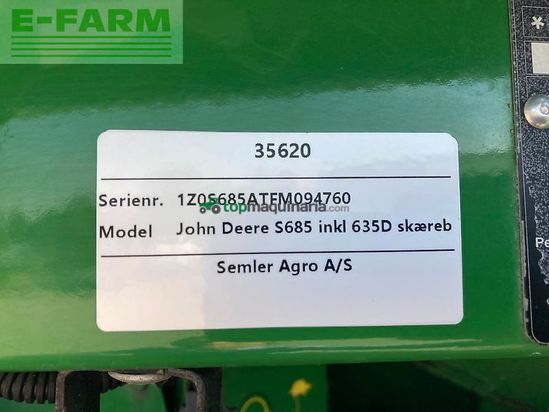 E-FARM
35620
Serienr. 1Z0S685ATFM094760
topmaquinaria.com
Model John Deere S685 inkl 635D skæreb
Semler Agro A/S